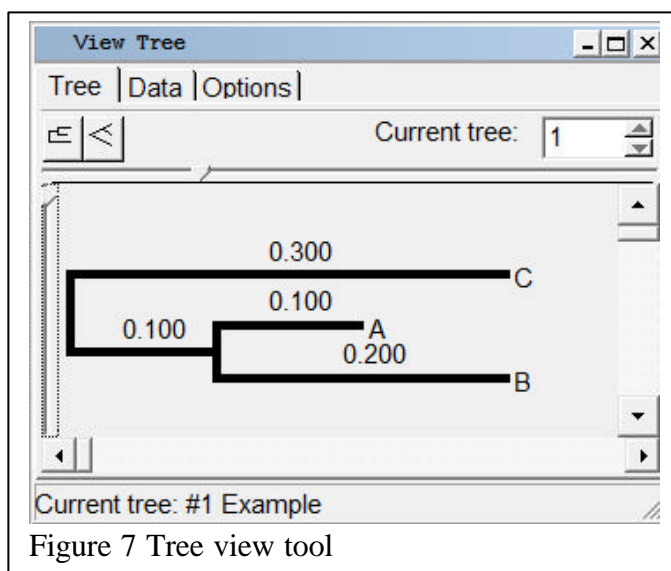 View Tree
Tree Data Options
Current tree: 1
0.300
C
0.100
0.100
A
0.200
B
Current tree: #1 Example
Figure 7 Tree view tool